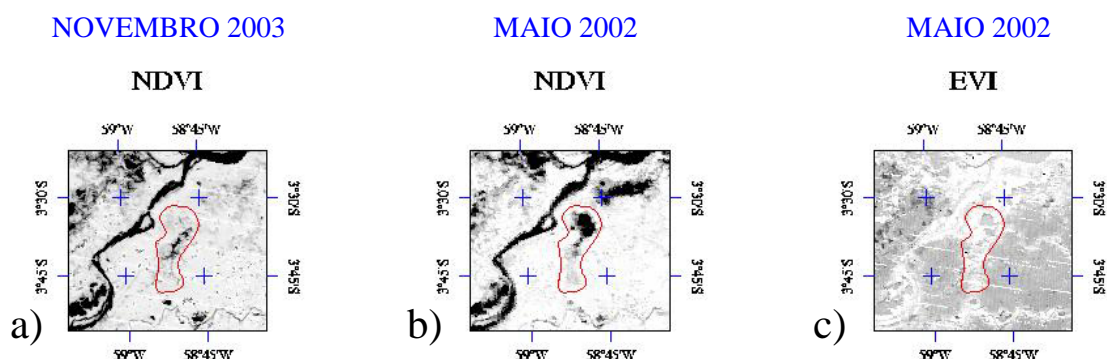 NOVEMBRO 2003
NDVI
59°W 58°45'W
3°30'S 3°30'S
3°45'S 3°45'S
a)
59°W 58°45'W
MAIO 2002
NDVI
59°W 58°45'W
3°30'S 3°30'S
3°45'S 3°45'S
b)
59°W 58°45'W
MAIO 2002
EVI
59°W 58°45'W
3°30'S 3°30'S
3°45'S 3°45'S
c)
59°W 58°45'W